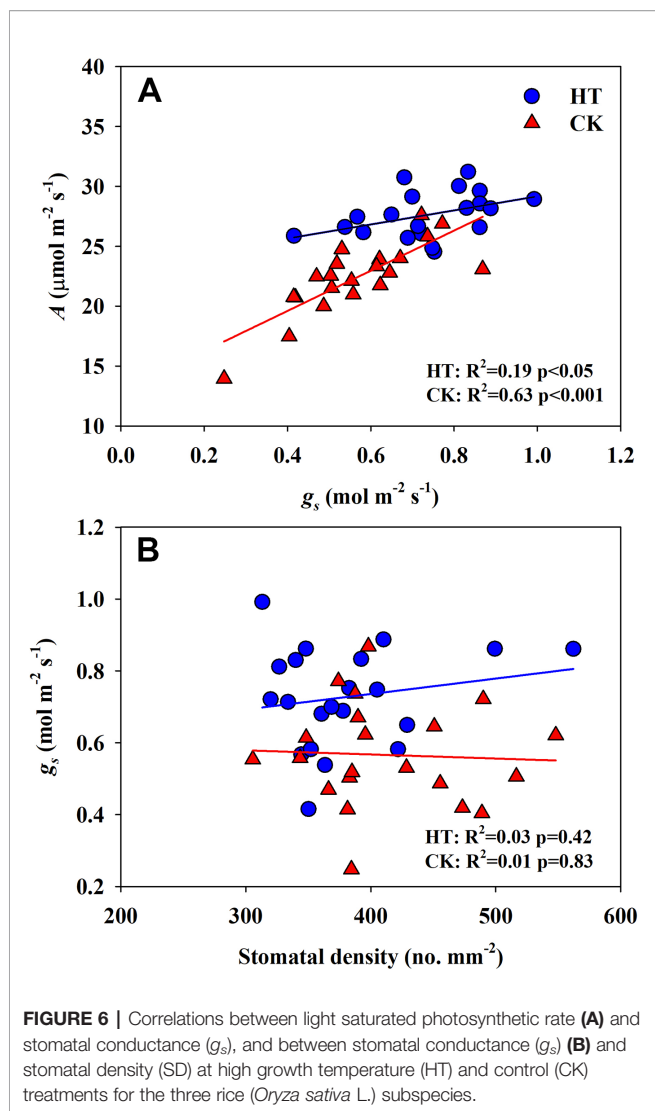 A
HT
CK
40
35
30
25
20
15
10
A (μmol m⁻² s⁻¹)
HT: R²=0.19 p<0.05
CK: R²=0.63 p<0.001
0.0 0.2 0.4 0.6 0.8 1.0 1.2
gₛ (mol m⁻² s⁻¹)
B
1.2
1.0
0.8
0.6
0.4
0.2
gₛ (mol m⁻² s⁻¹)
HT: R²=0.03 p=0.42
CK: R²=0.01 p=0.83
200 300 400 500 600
Stomatal density (no. mm⁻²)
FIGURE 6 | Correlations between light saturated photosynthetic rate (A) and
stomatal conductance (gₛ), and between stomatal conductance (gₛ) (B) and
stomatal density (SD) at high growth temperature (HT) and control (CK)
treatments for the three rice (Oryza sativa L.) subspecies.